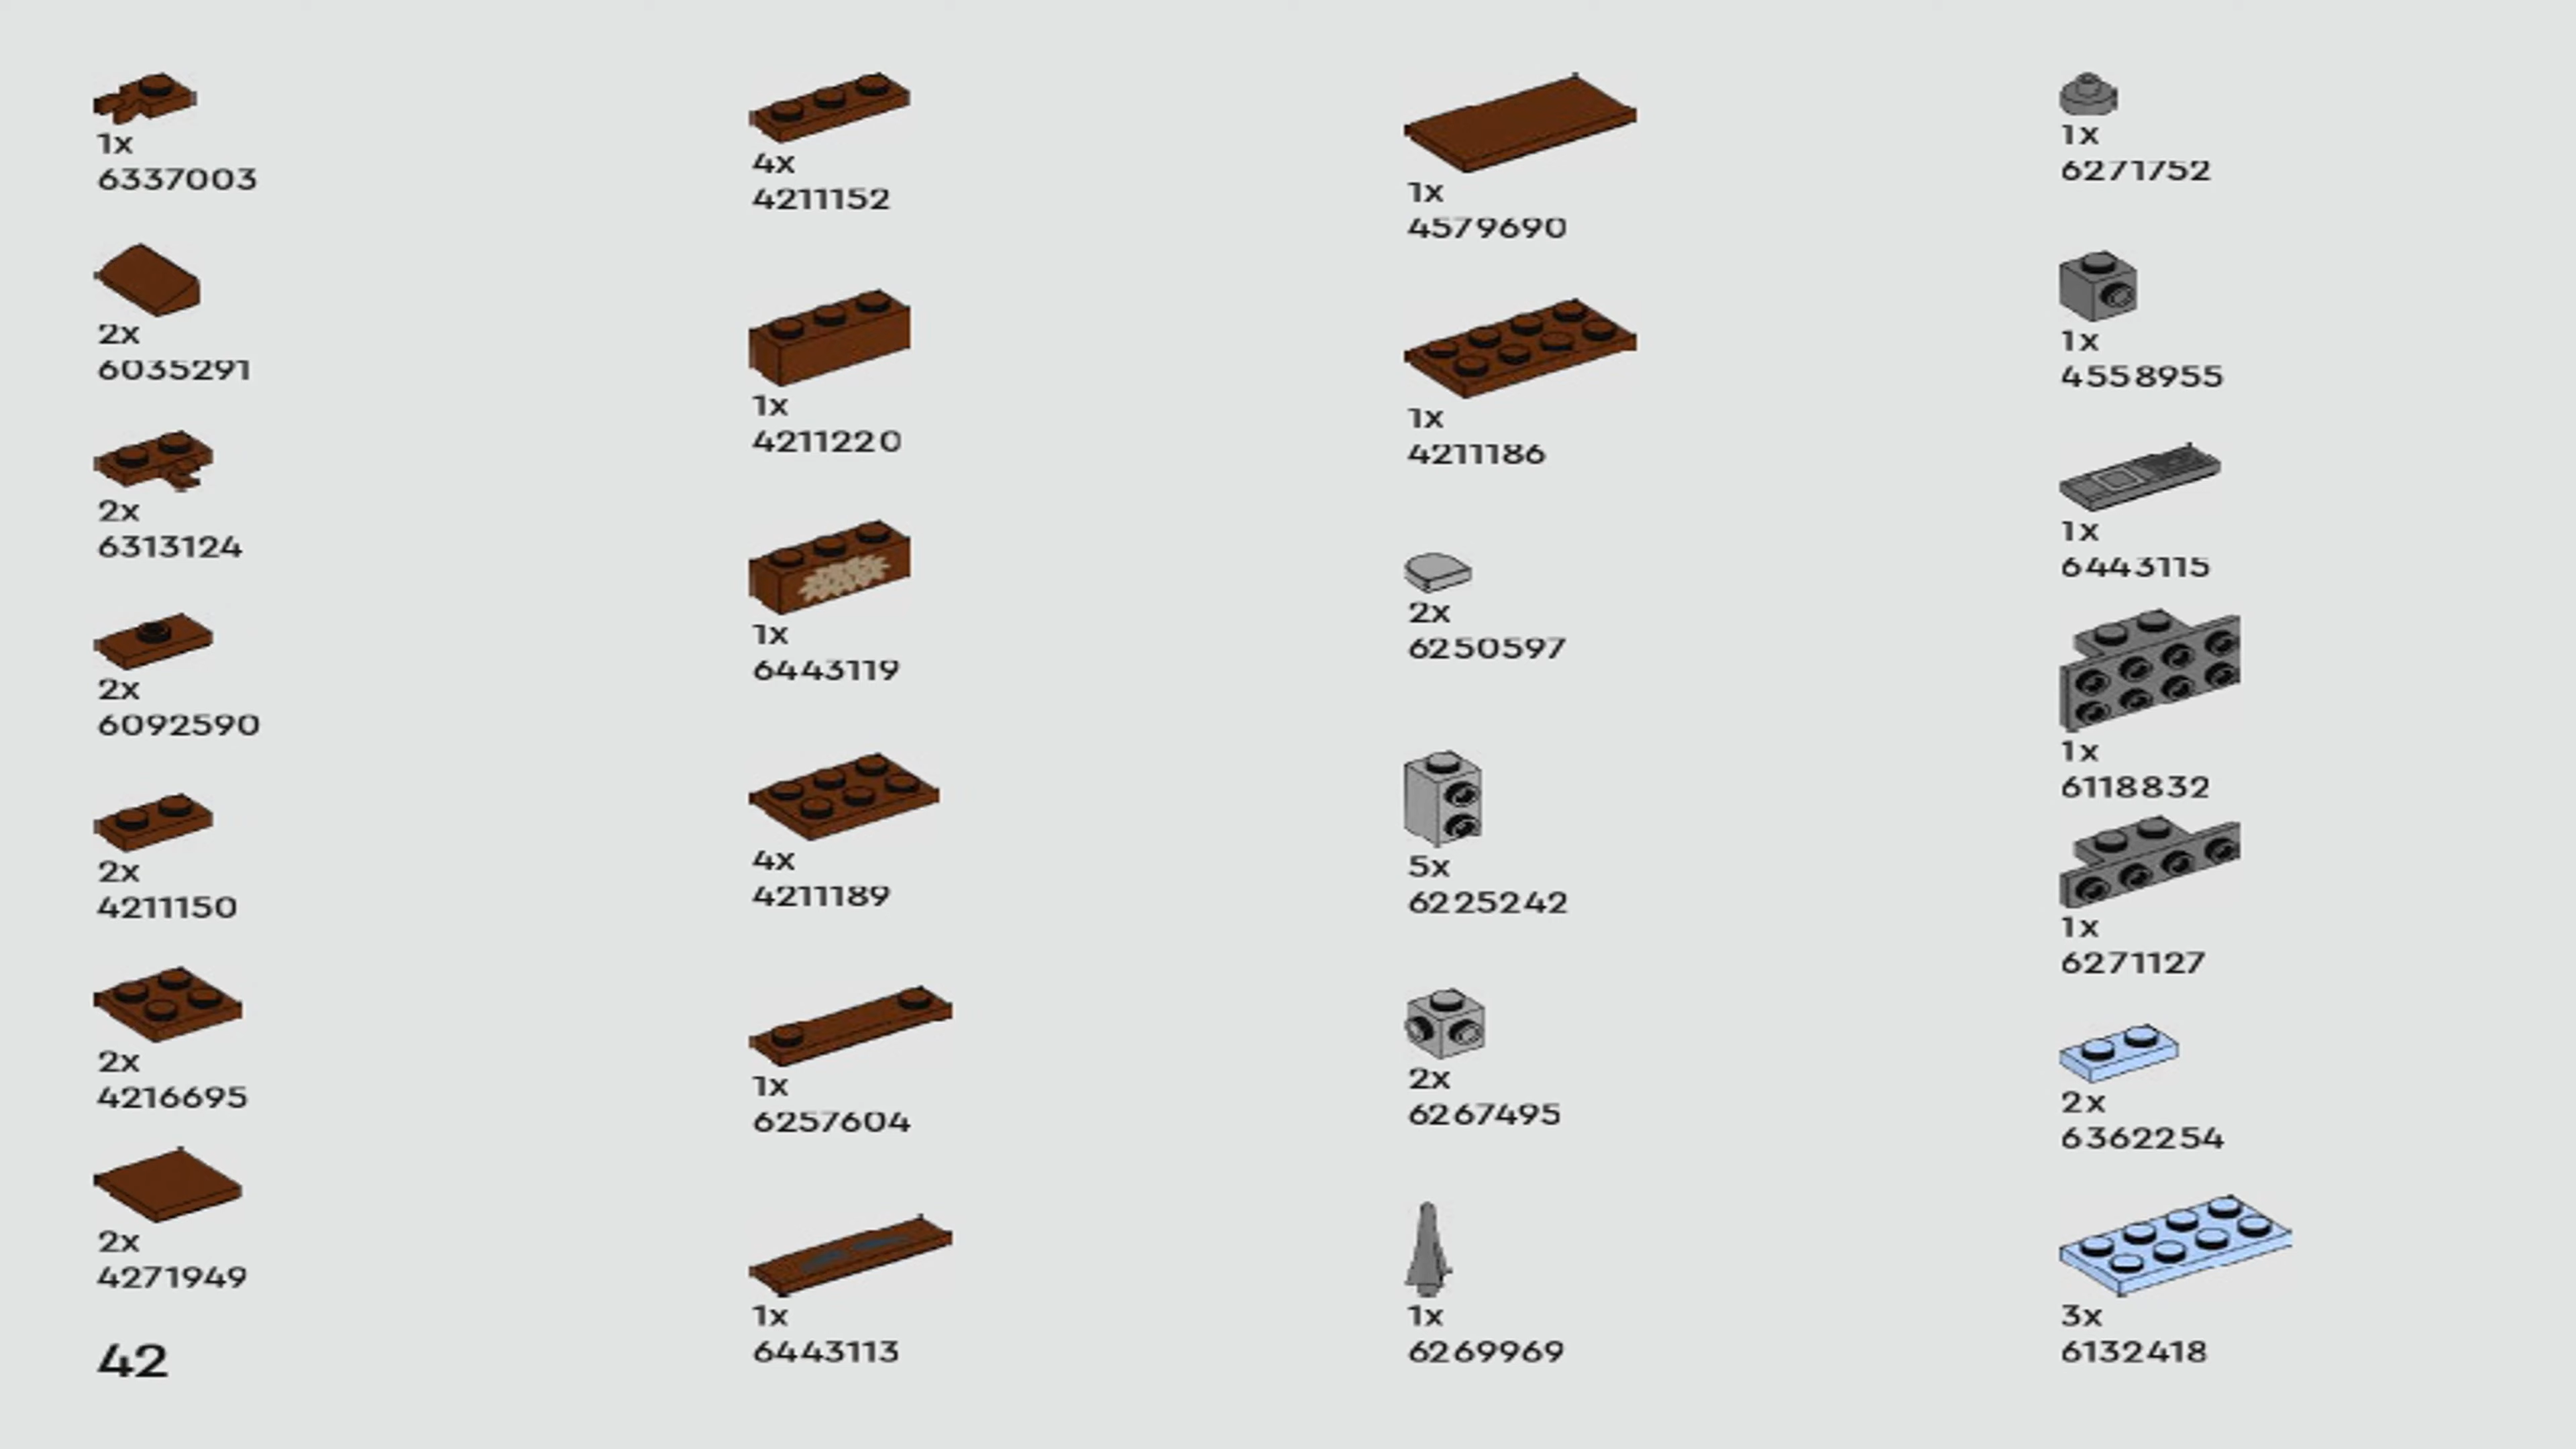 1x
6337003
2x
6035291
2x
6313124
2x
6092590
2x
4211150
2x
4216695
2x
4271949
42
4x
4211152
1x
4211220
1x
6443119
4x
4211189
1x
6257604
1x
6443113
1x
4579690
1x
4211186
2x
6250597
5x
6225242
2x
6267495
1x
6269969
1x
6271752
1x
4558955
1x
6443115
1x
6118832
1x
6271127
2x
6362254
3x
6132418